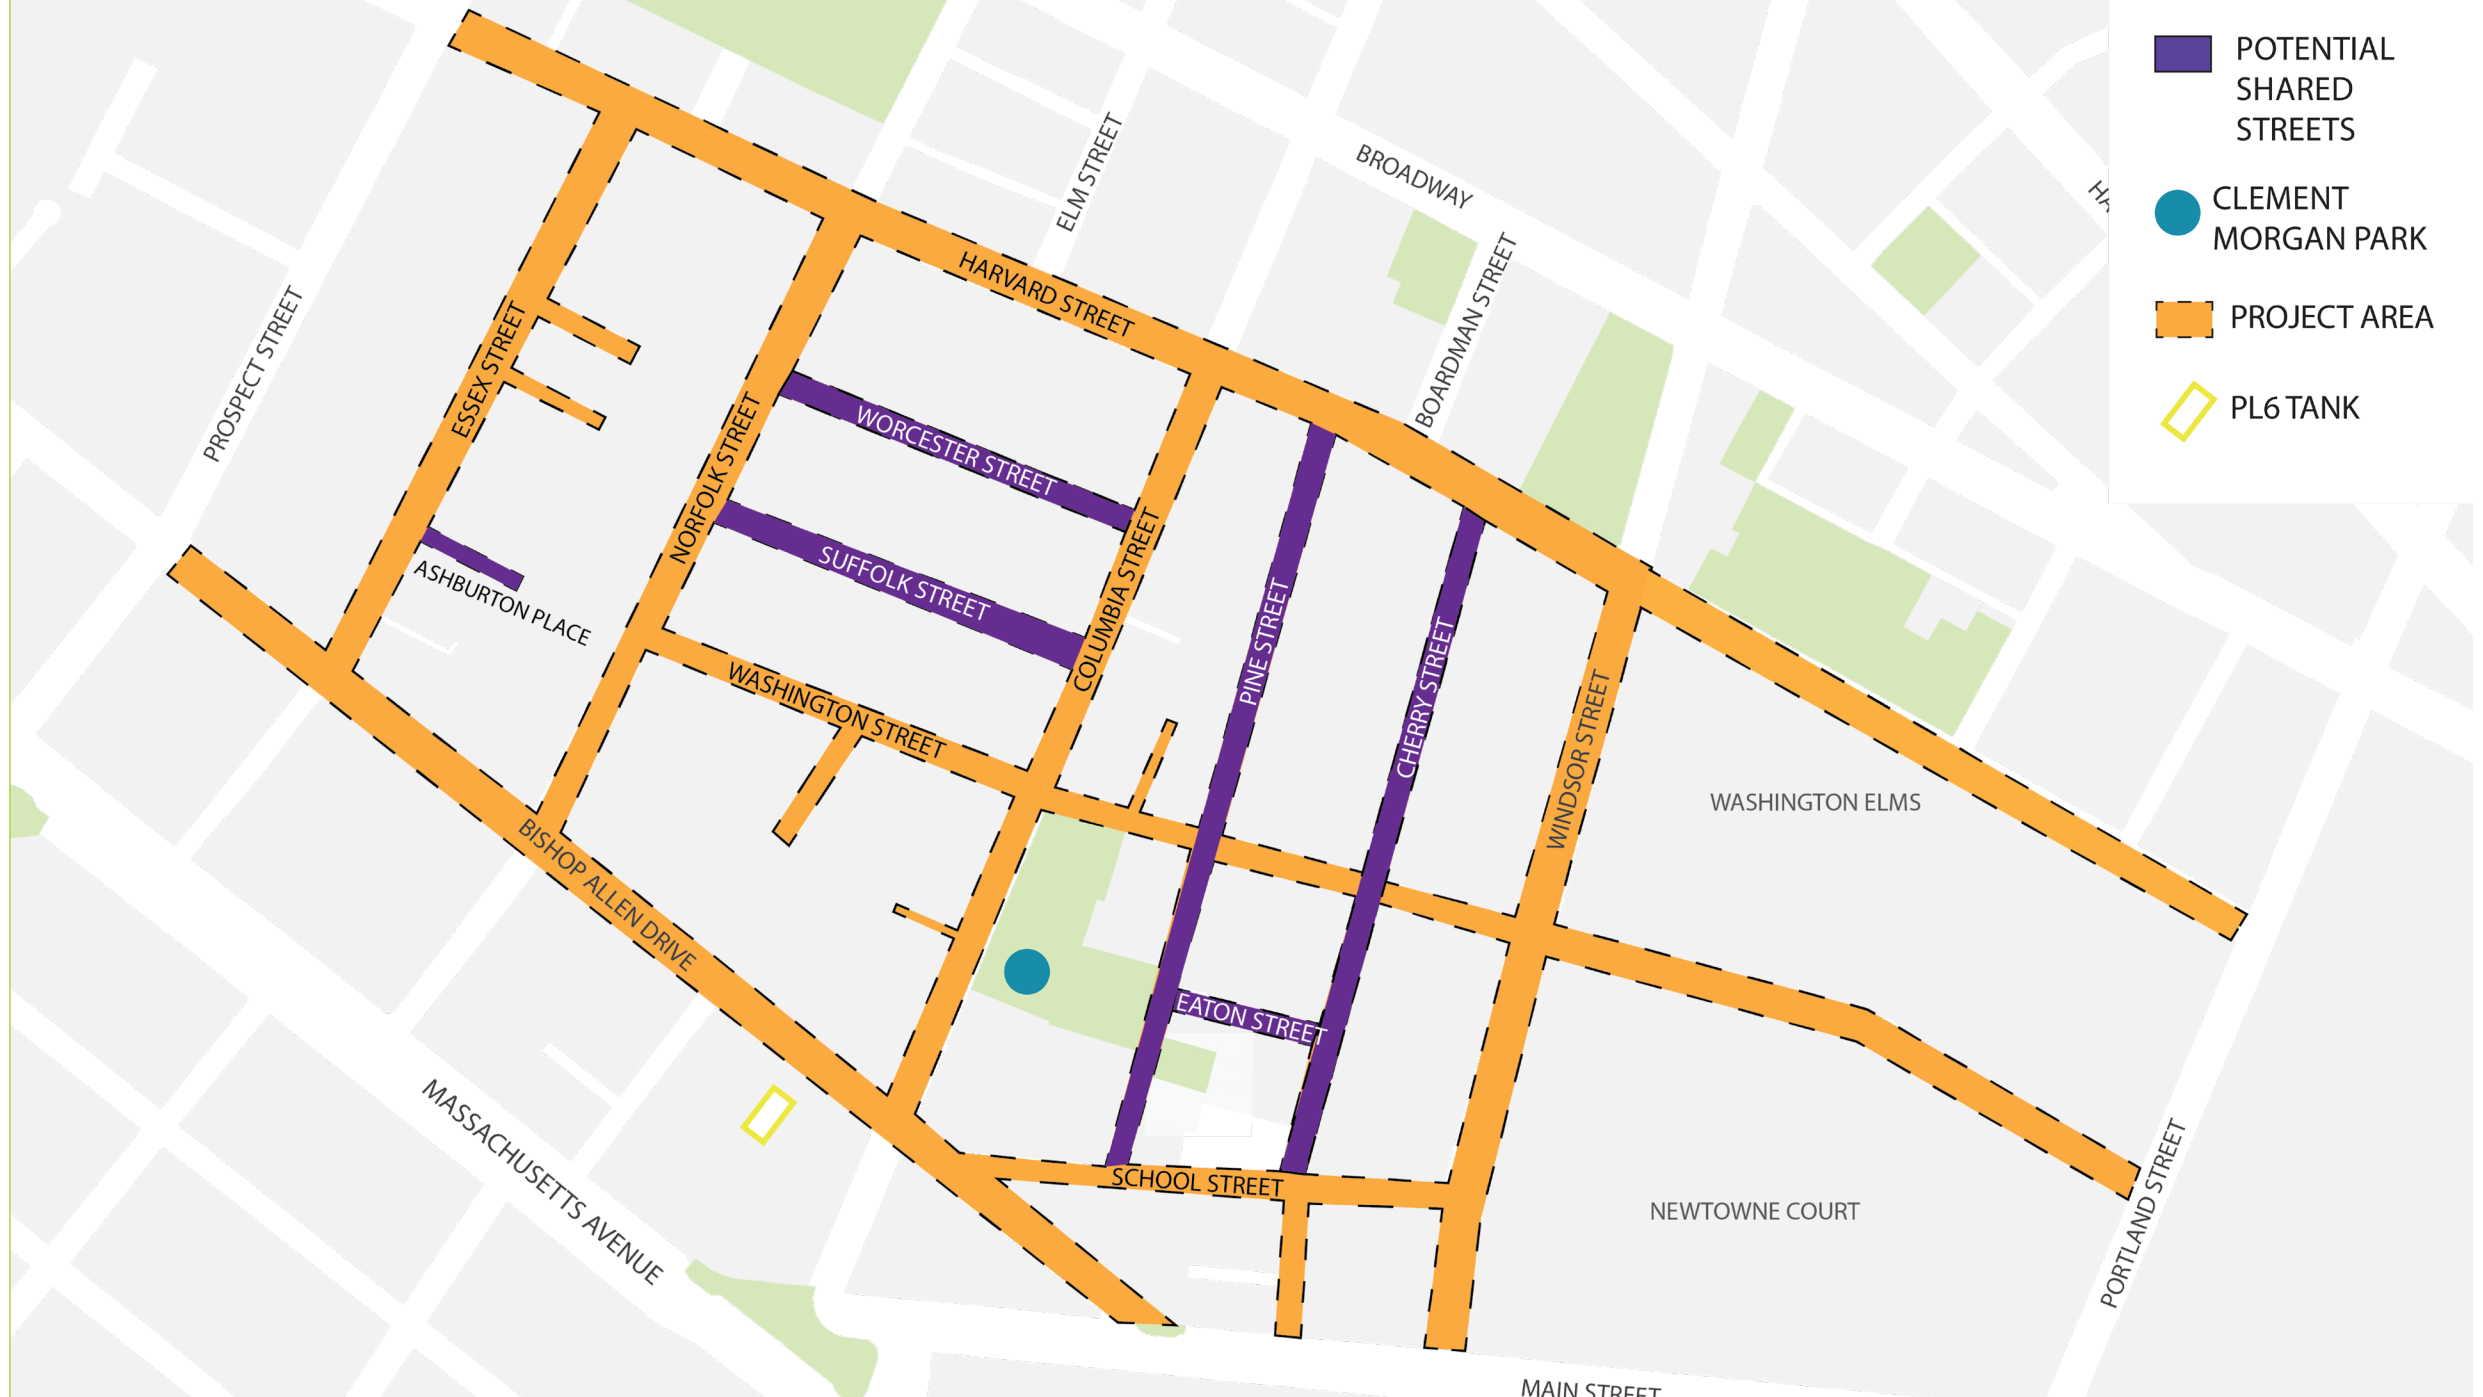 POTENTIAL
SHARED
STREETS
CLEMENT
MORGAN PARK
PROJECT AREA
PL6 TANK
BROADWAY
ELM STREET
BOARDMAN STREET
HARVARD STREET
PROSPECT STREET
ESSEX STREET
NORFOLK STREET
WORCESTER STREET
SUFFOLK STREET
COLUMBIA STREET
ASHBURTON PLACE
PINE STREET
CHERRY STREET
WINDSOR STREET
WASHINGTON STREET
WASHINGTON ELMS
BISHOP ALLEN DRIVE
EATON STREET
MASSACHUSETTS AVENUE
SCHOOL STREET
NEWTOWNE COURT
PORTLAND STREET
MAIN STREET